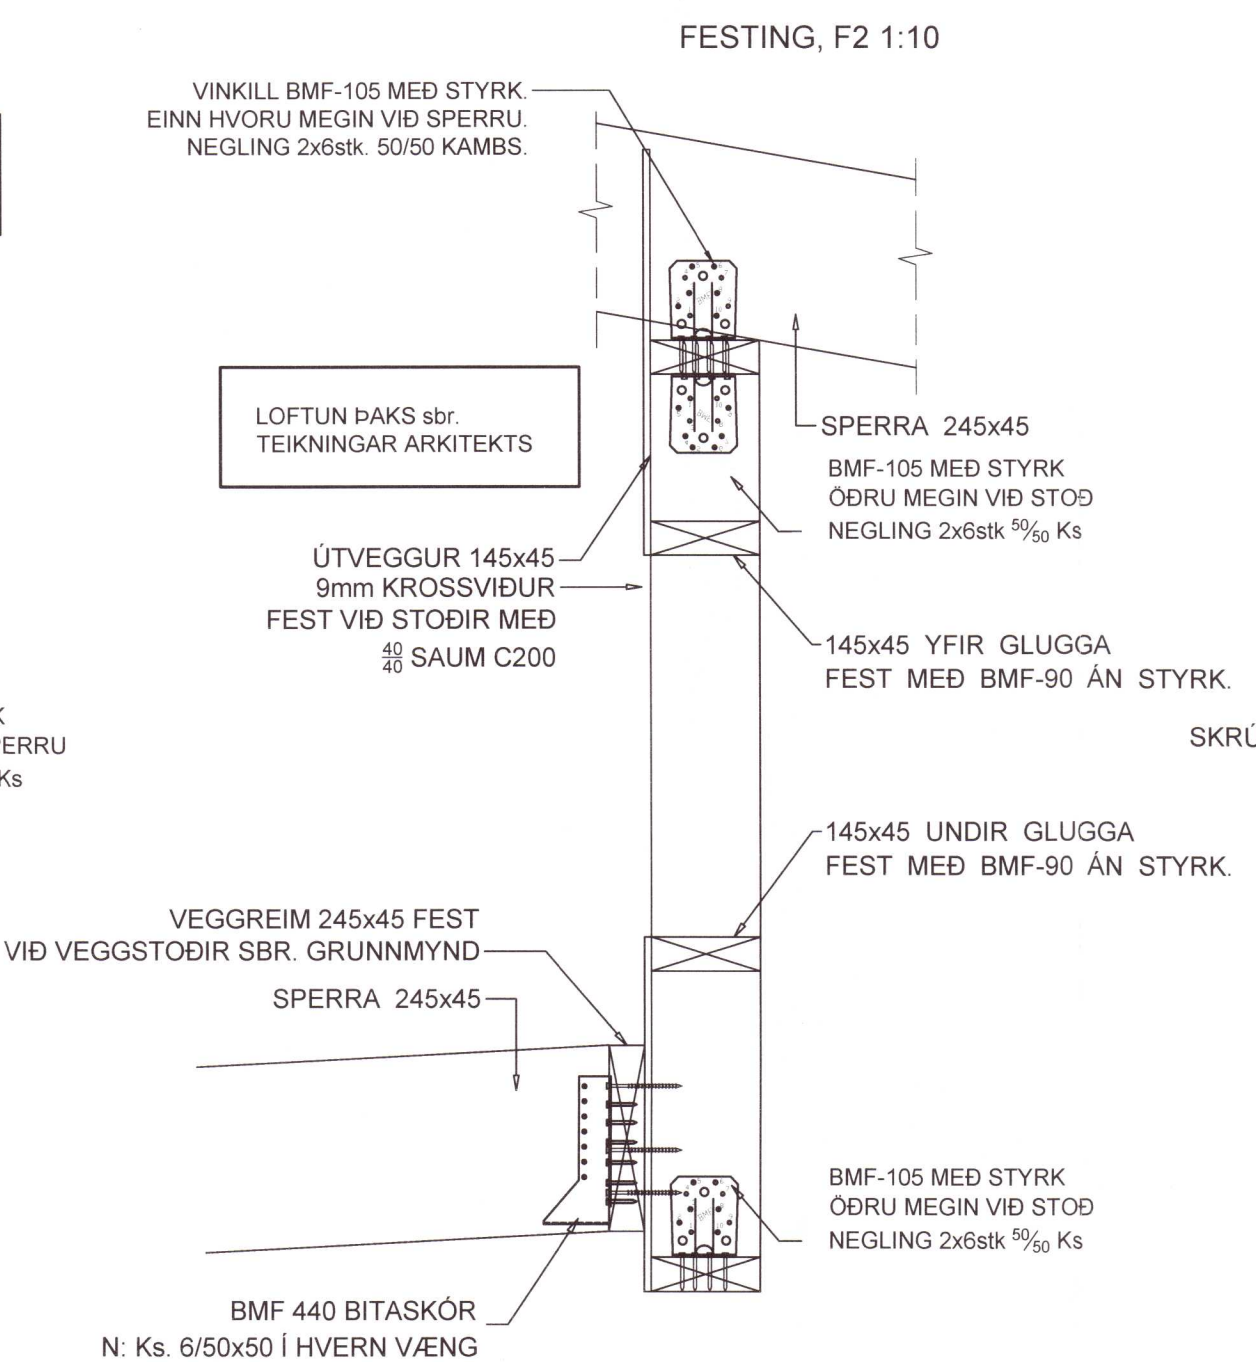 FESTING, F2 1:10
VINKILL BMF-105 MEÐ STYRK.
EINN HVORU MEGIN VIÐ SPERRU.
NEGLING 2x6stk. 50/50 KAMBS.
LOFTUN ÞAKS sbr.
TEIKNINGAR ARKITEKTS
SPERRA 245x45
BMF-105 MEÐ STYRK
ÖÐRU MEGIN VIÐ STOÐ
NEGLING 2x6stk 50/50 Ks
ÚTVEGGUR 145x45
9mm KROSSVIÐUR
FEST VIÐ STOÐIR MEÐ
40/40 SAUM C200
145x45 YFIR GLUGGA
FEST MEÐ BMF-90 ÁN STYRK.
K
PERRU
Ks
SKRÚ
145x45 UNDIR GLUGGA
FEST MEÐ BMF-90 ÁN STYRK.
VEGGREIM 245x45 FEST
VIÐ VEGGSTOÐIR SBR. GRUNNMYND
SPERRA 245x45
BMF-105 MEÐ STYRK
ÖÐRU MEGIN VIÐ STOÐ
NEGLING 2x6stk 50/50 Ks
BMF 440 BITASKÓR
N: Ks. 6/50x50 Í HVERN VÆNG